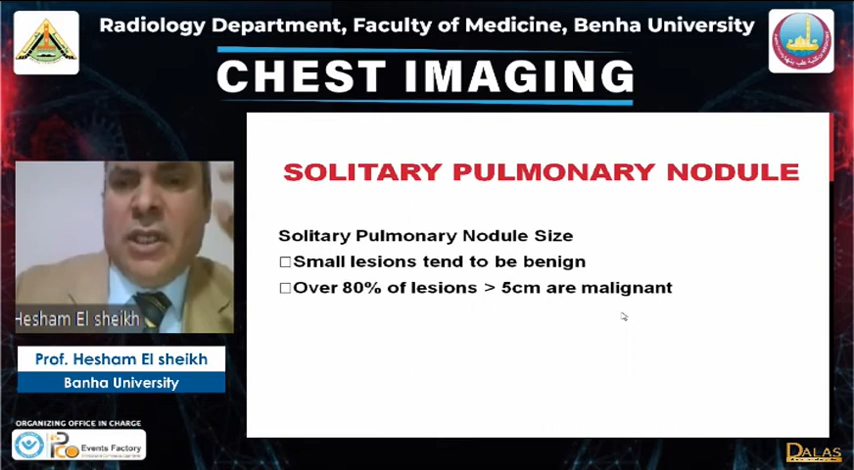 Radiology Department, Faculty of Medicine, Benha University
CHEST IMAGING
SOLITARY PULMONARY NODULE
Solitary Pulmonary Nodule Size
□Small lesions tend to be benign
□Over 80% of lesions > 5cm are malignant
Hesham El sheikh
Prof. Hesham El sheikh
Banha University
ORGANIZING OFFICE IN CHARGE
Events Factory
DALAS